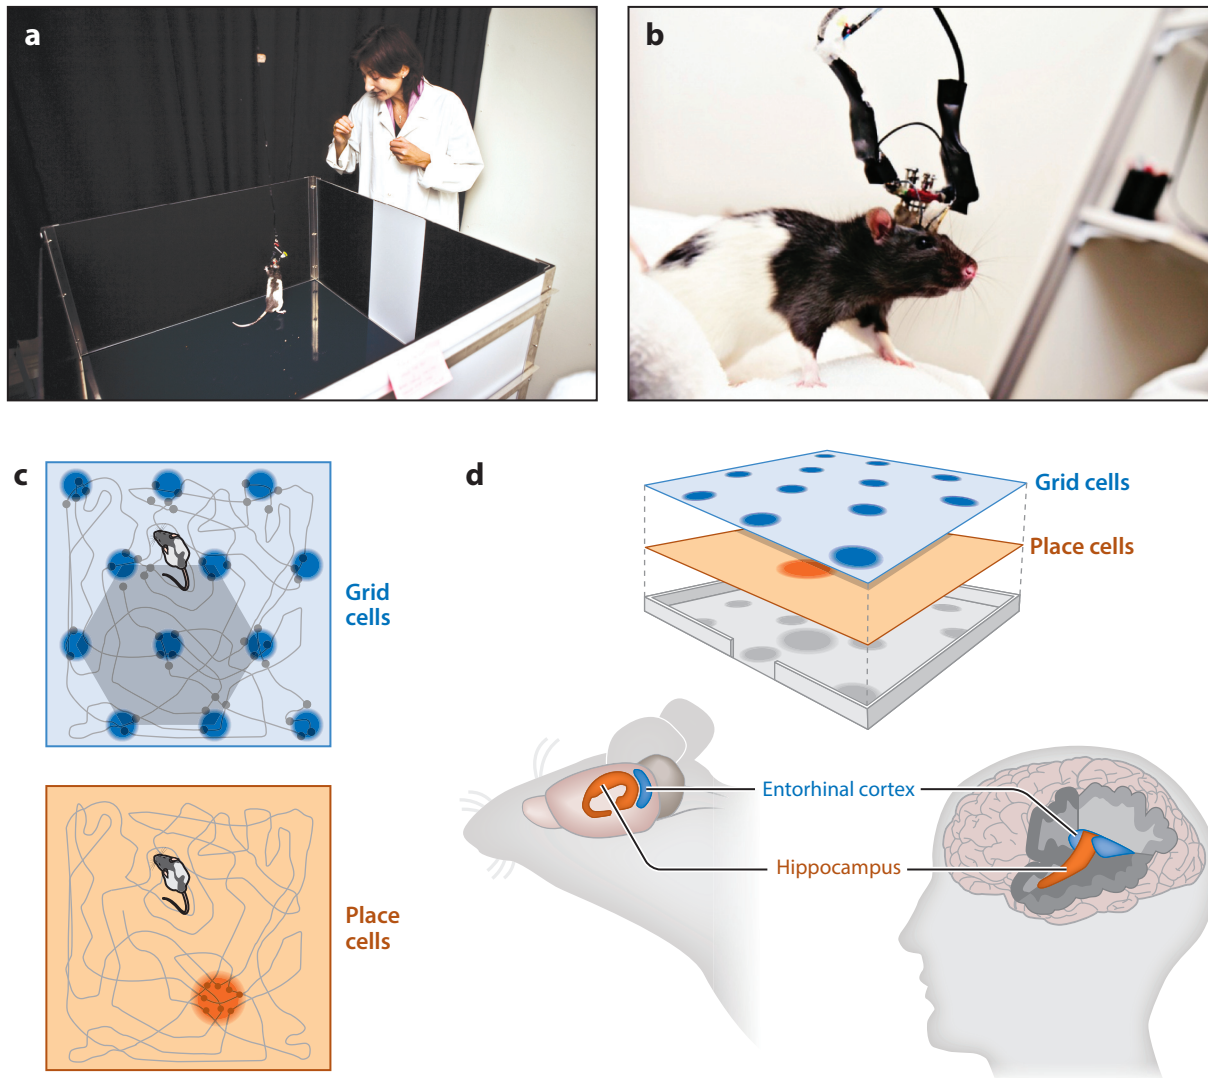 a
b
c
Grid
cells
Place
cells
d
Grid cells
Place cells
Entorhinal cortex
Hippocampus